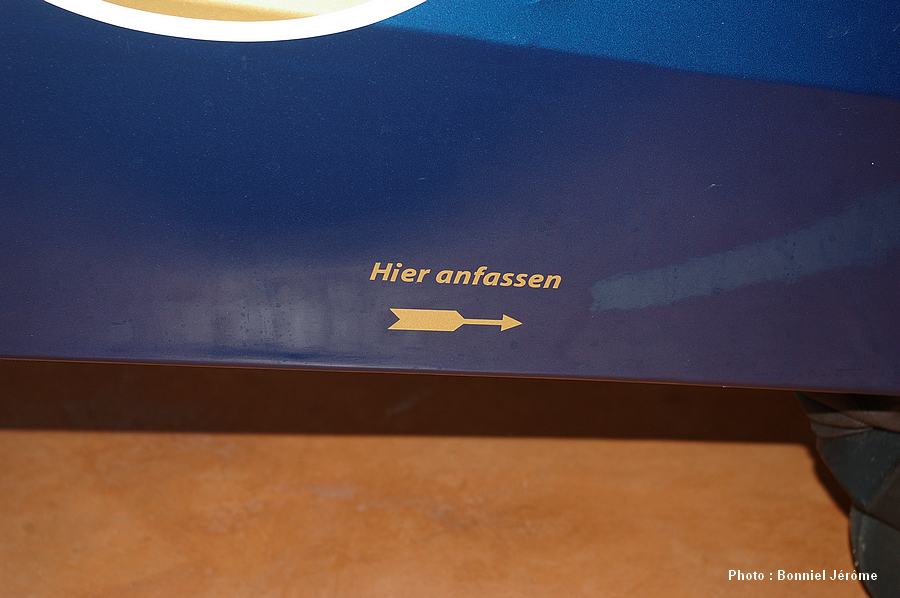 Hier anfassen
Photo : Bonniel Jérôme